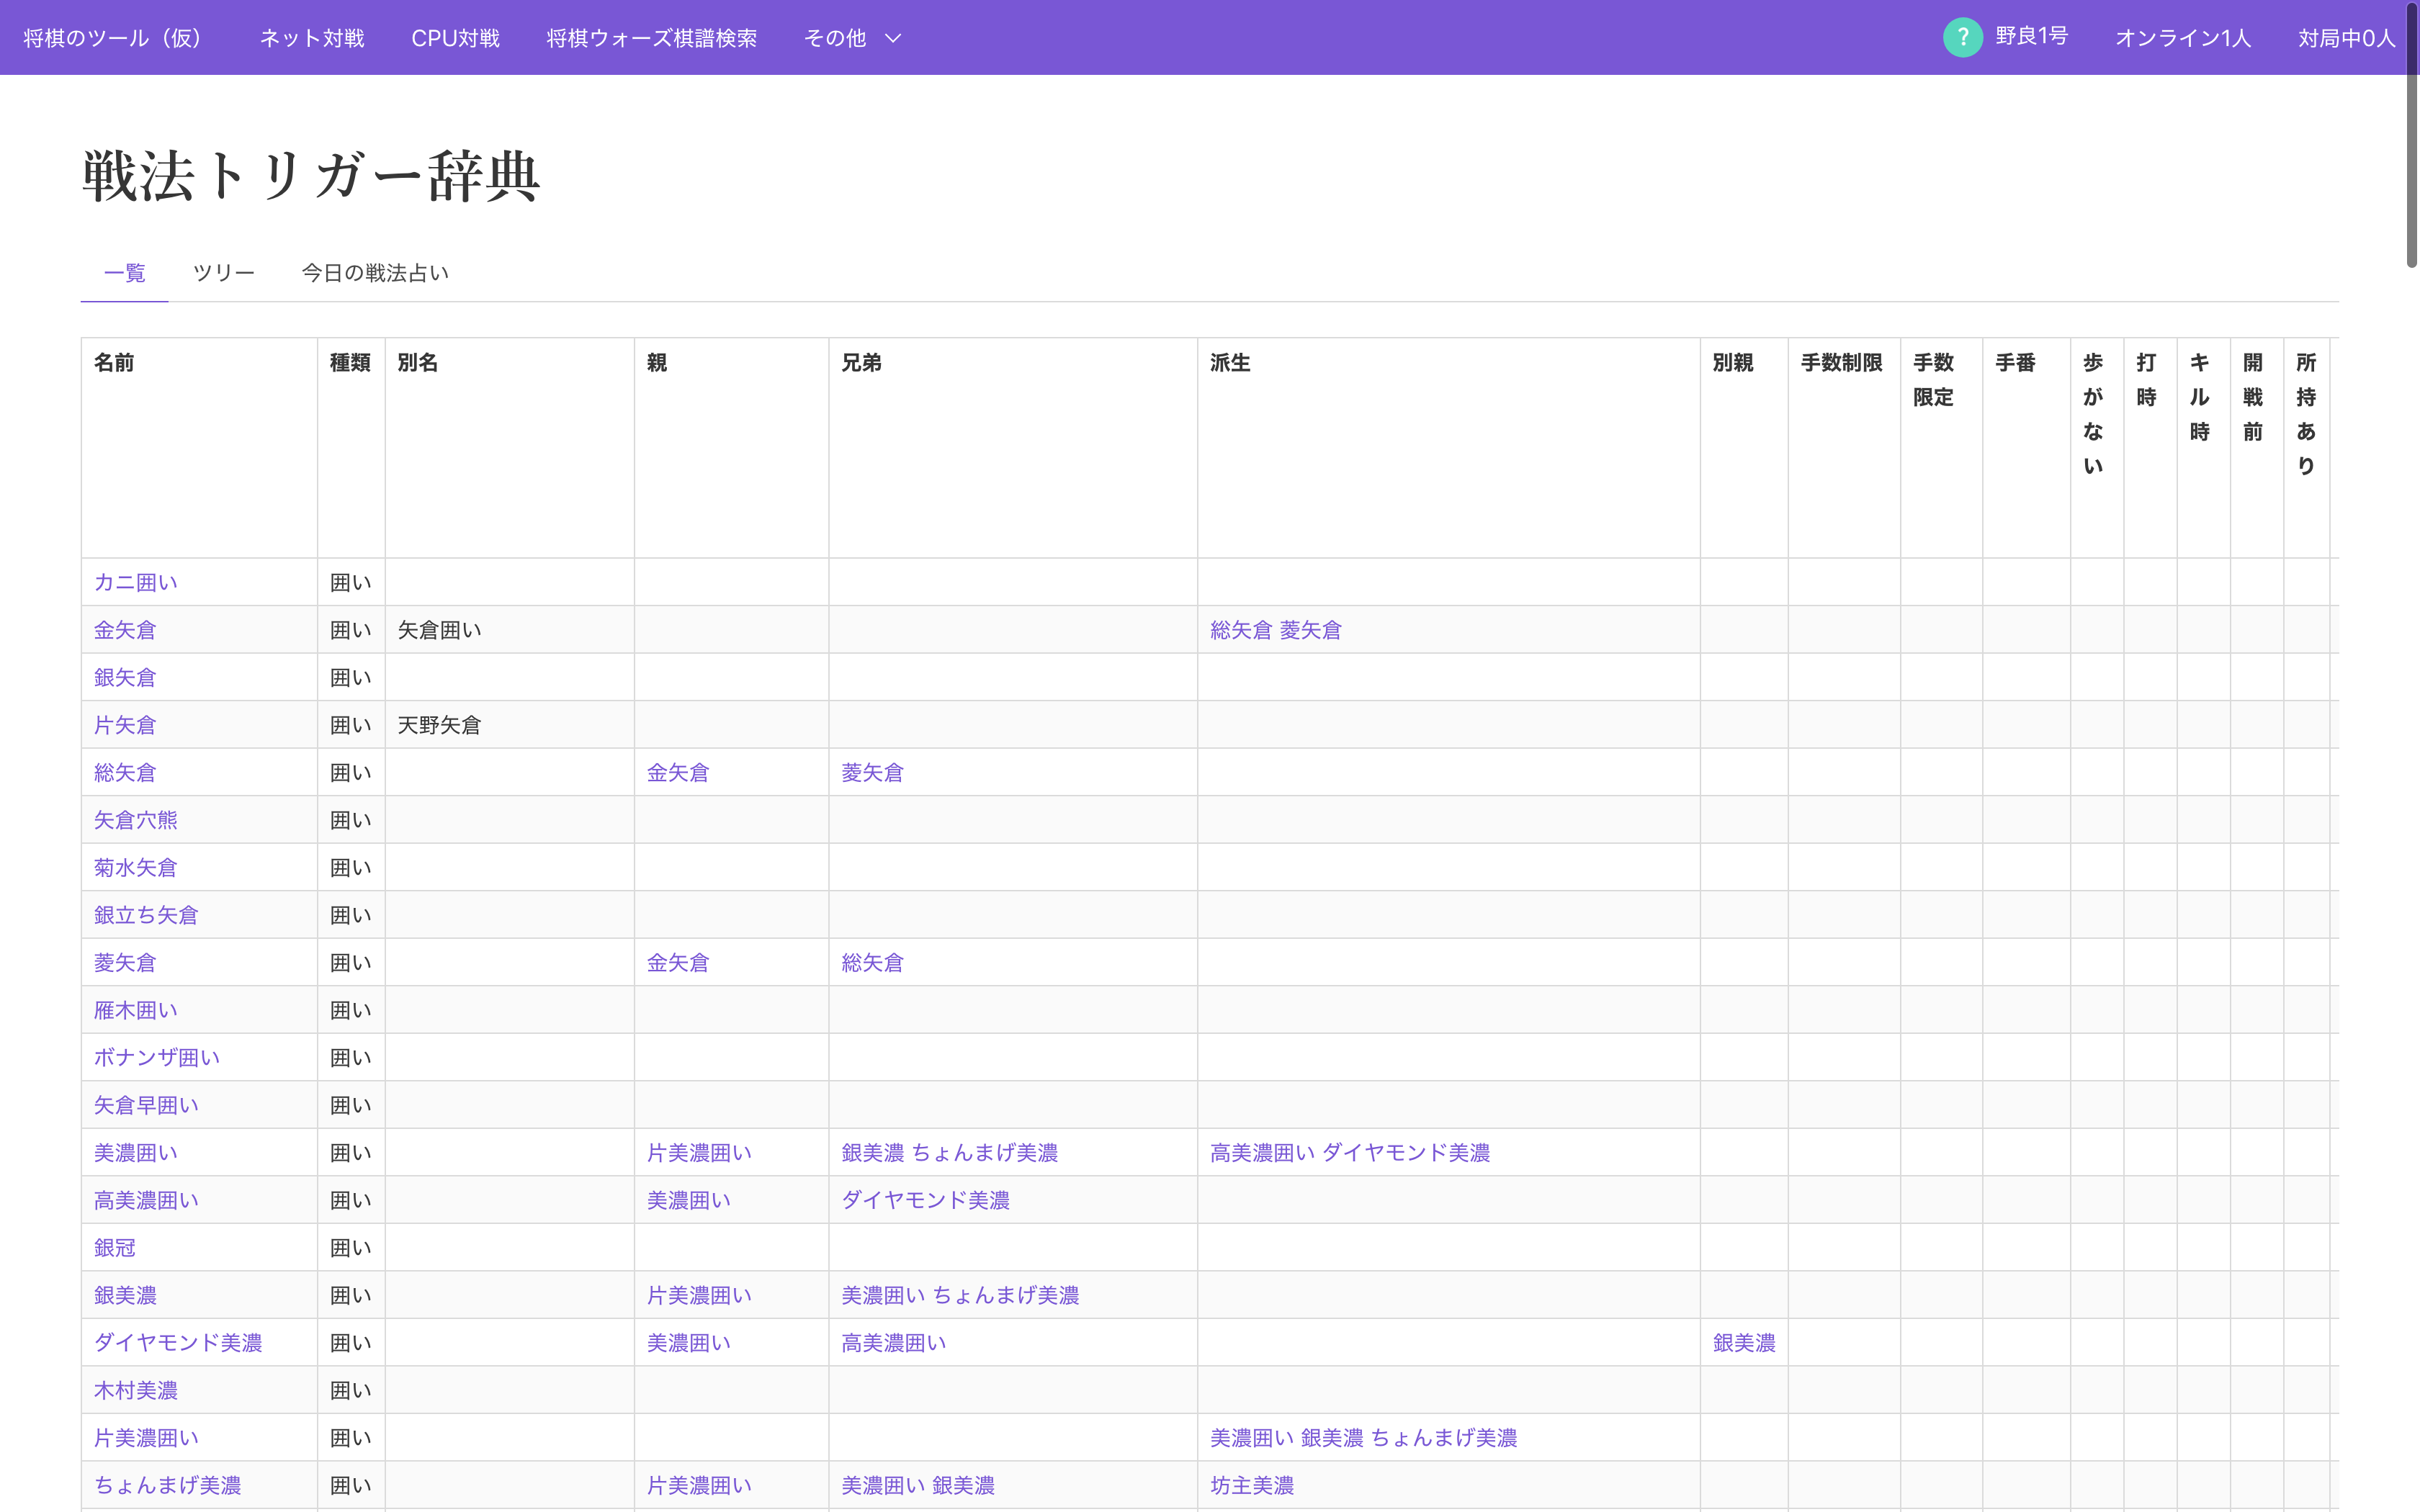 将棋のツール（仮） ネット対戦 CPU対戦 将棋ウォーズ棋譜検索 その他 ? 野良1号 オンライン1人 対局中0人
戦法トリガー辞典
一覧 ツリー 今日の戦法占い
名前 種類 別名 親 兄弟 派生 別親 手数制限 手数限定 手番 歩がない 打時 キル時 開戦前 所持あり
カニ囲い 囲い
金矢倉 囲い 矢倉囲い 総矢倉 菱矢倉
銀矢倉 囲い
片矢倉 囲い 天野矢倉
総矢倉 囲い 金矢倉 菱矢倉
矢倉穴熊 囲い
菊水矢倉 囲い
銀立ち矢倉 囲い
菱矢倉 囲い 金矢倉 総矢倉
雁木囲い 囲い
ボナンザ囲い 囲い
矢倉早囲い 囲い
美濃囲い 囲い 片美濃囲い 銀美濃 ちょんまげ美濃 高美濃囲い ダイヤモンド美濃
高美濃囲い 囲い 美濃囲い ダイヤモンド美濃
銀冠 囲い
銀美濃 囲い 片美濃囲い 美濃囲い ちょんまげ美濃
ダイヤモンド美濃 囲い 美濃囲い 高美濃囲い 銀美濃
木村美濃 囲い
片美濃囲い 囲い 美濃囲い 銀美濃 ちょんまげ美濃
ちょんまげ美濃 囲い 片美濃囲い 美濃囲い 銀美濃 坊主美濃